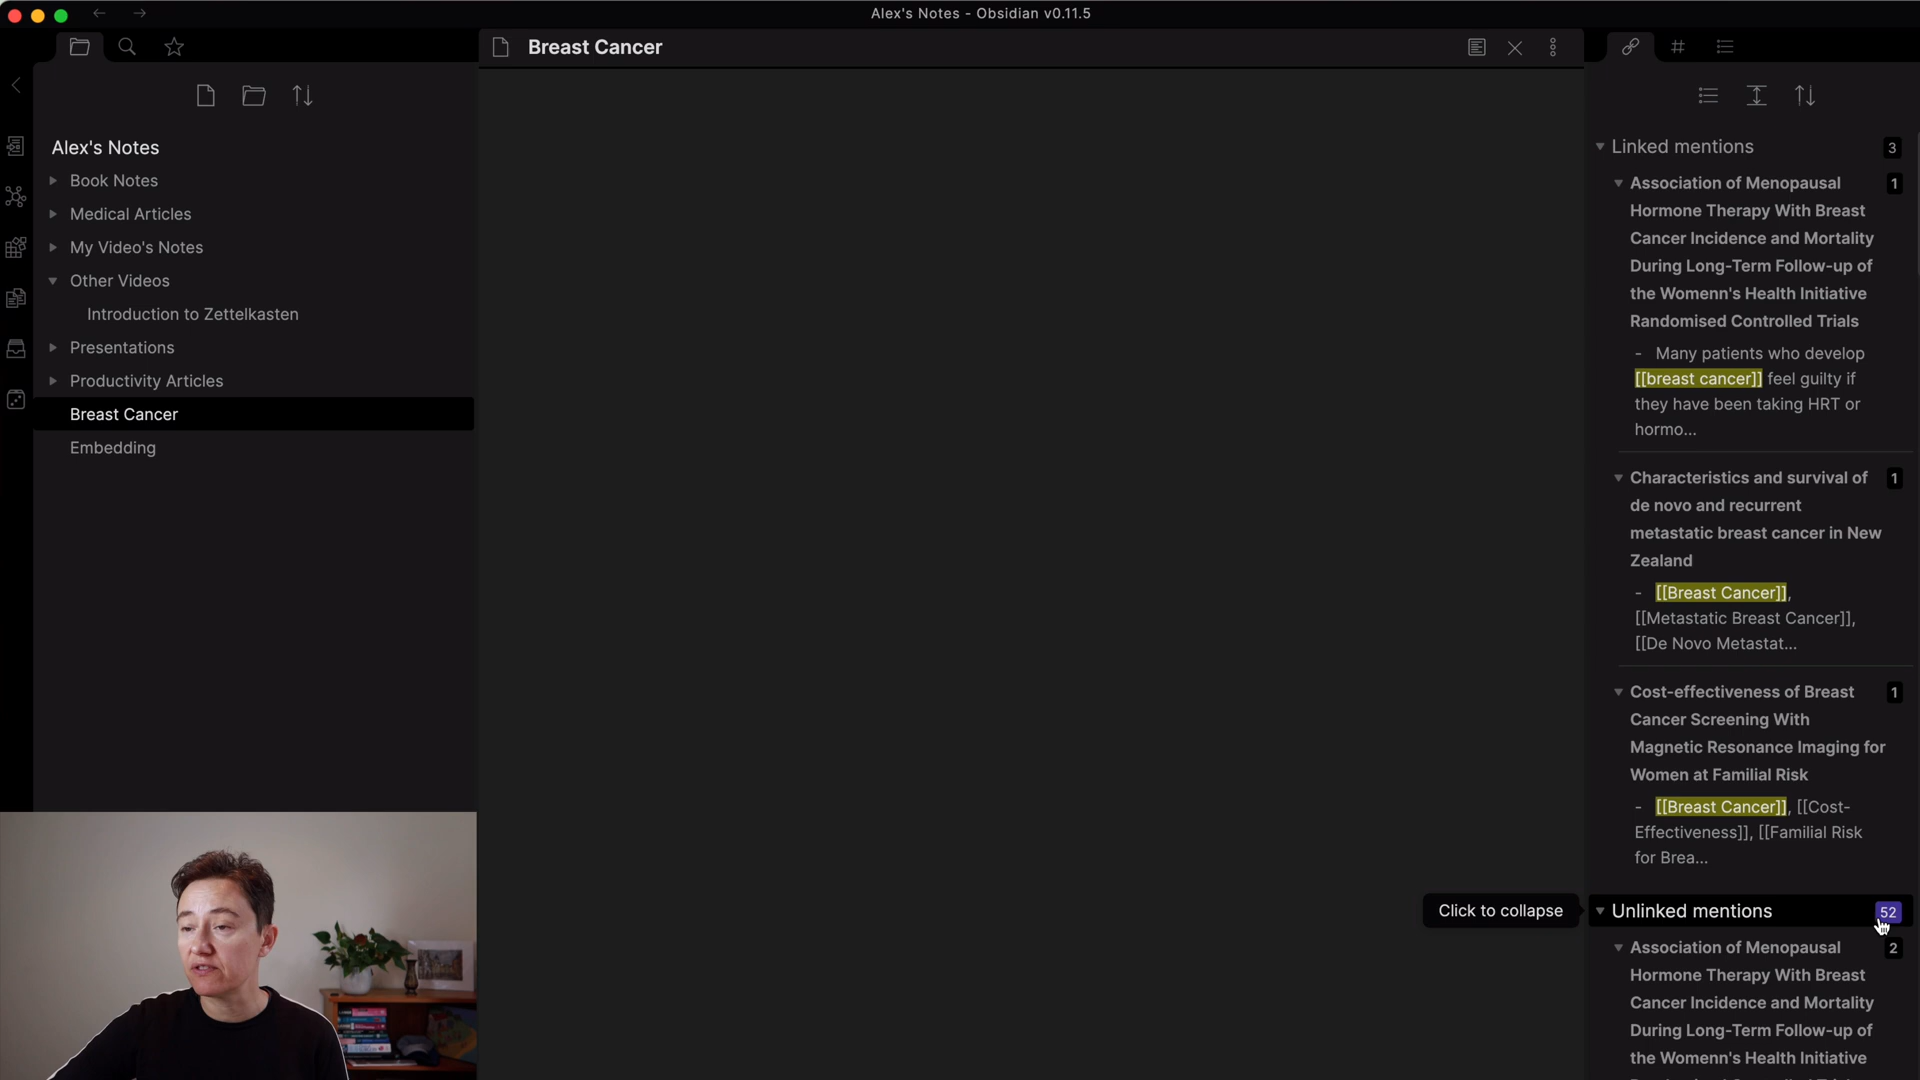 Alex's Notes - Obsidian v0.11.5
Breast Cancer
Alex's Notes
Book Notes
Medical Articles
My Video's Notes
Other Videos
Introduction to Zettelkasten
Presentations
Productivity Articles
Breast Cancer
Embedding
Linked mentions 3
Association of Menopausal 1
Hormone Therapy With Breast
Cancer Incidence and Mortality
During Long-Term Follow-up of
the Womenn's Health Initiative
Randomised Controlled Trials
- Many patients who develop
[[breast cancer]] feel guilty if
they have been taking HRT or
hormo...
Characteristics and survival of 1
de novo and recurrent
metastatic breast cancer in New
Zealand
- [[Breast Cancer]],
[[Metastatic Breast Cancer]],
[[De Novo Metastat...
Cost-effectiveness of Breast 1
Cancer Screening With
Magnetic Resonance Imaging for
Women at Familial Risk
- [[Breast Cancer]], [[Cost-
Effectiveness]], [[Familial Risk
for Brea...
Click to collapse
Unlinked mentions 52
Association of Menopausal 2
Hormone Therapy With Breast
Cancer Incidence and Mortality
During Long-Term Follow-up of
the Womenn's Health Initiative